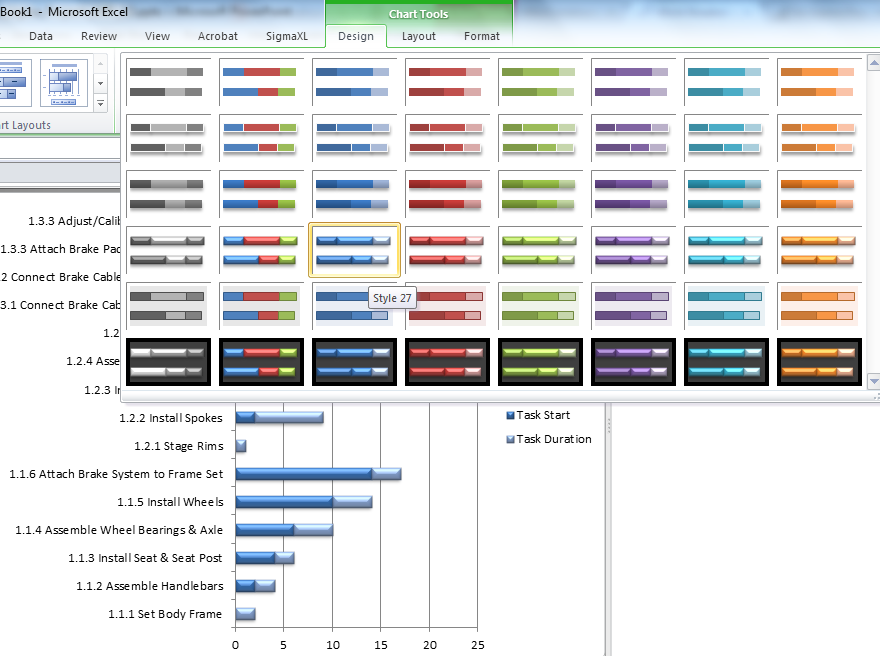 Book1 - Microsoft Excel
Chart Tools
Data Review View Acrobat SigmaXL Design Layout Format
rt Layouts
1.3.3 Adjust/Calib
1.3.3 Attach Brake Pad
2 Connect Brake Cable
3.1 Connect Brake Cab
Style 27
1.2
1.2.4 Asse
1.2.3 In
1.2.2 Install Spokes
Task Start
1.2.1 Stage Rims
Task Duration
1.1.6 Attach Brake System to Frame Set
1.1.5 Install Wheels
1.1.4 Assemble Wheel Bearings & Axle
1.1.3 Install Seat & Seat Post
1.1.2 Assemble Handlebars
1.1.1 Set Body Frame
0 5 10 15 20 25